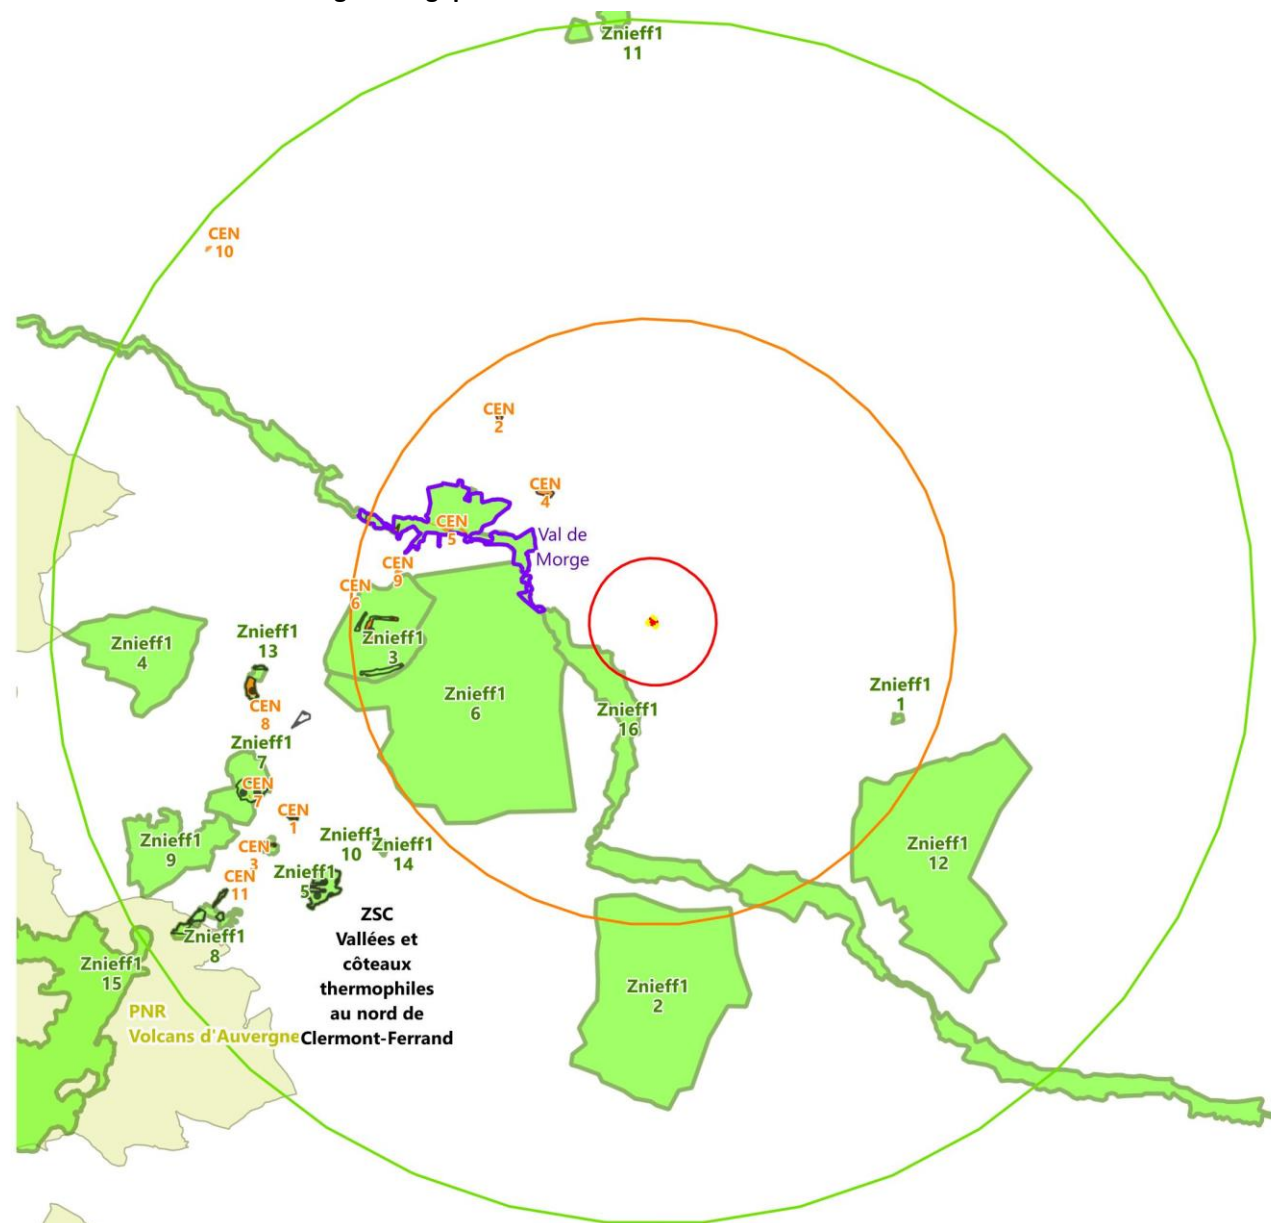 Znieff1
11
CEN
10
CEN
2
CEN
4
CEN
5
Val de
Morge
CEN
9
CEN
6
Znieff1
13
Znieff1
3
Znieff1
4
Znieff1
6
Znieff1
1
CEN
8
Znieff1
16
Znieff1
7
CEN
7
CEN
1
Znieff1
9
Znieff1
10
Znieff1
14
CEN
3
Znieff1
12
Znieff1
5
CEN
11
ZSC
Vallées et
côteaux
thermophiles
au nord de
Clermont-Ferrand
Znieff1
8
Znieff1
15
Znieff1
2
PNR
Volcans d'Auvergne